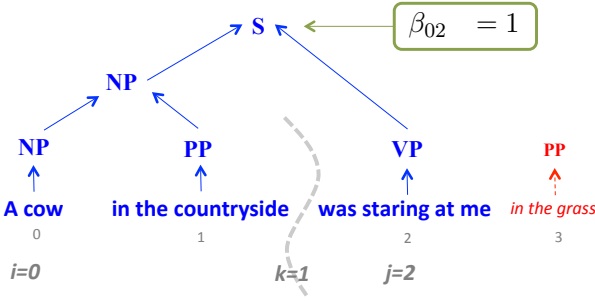 S
β₀₂ = 1
NP
NP PP VP PP
A cow in the countryside was staring at me in the grass
0 1 2 3
i=0 k=1 j=2